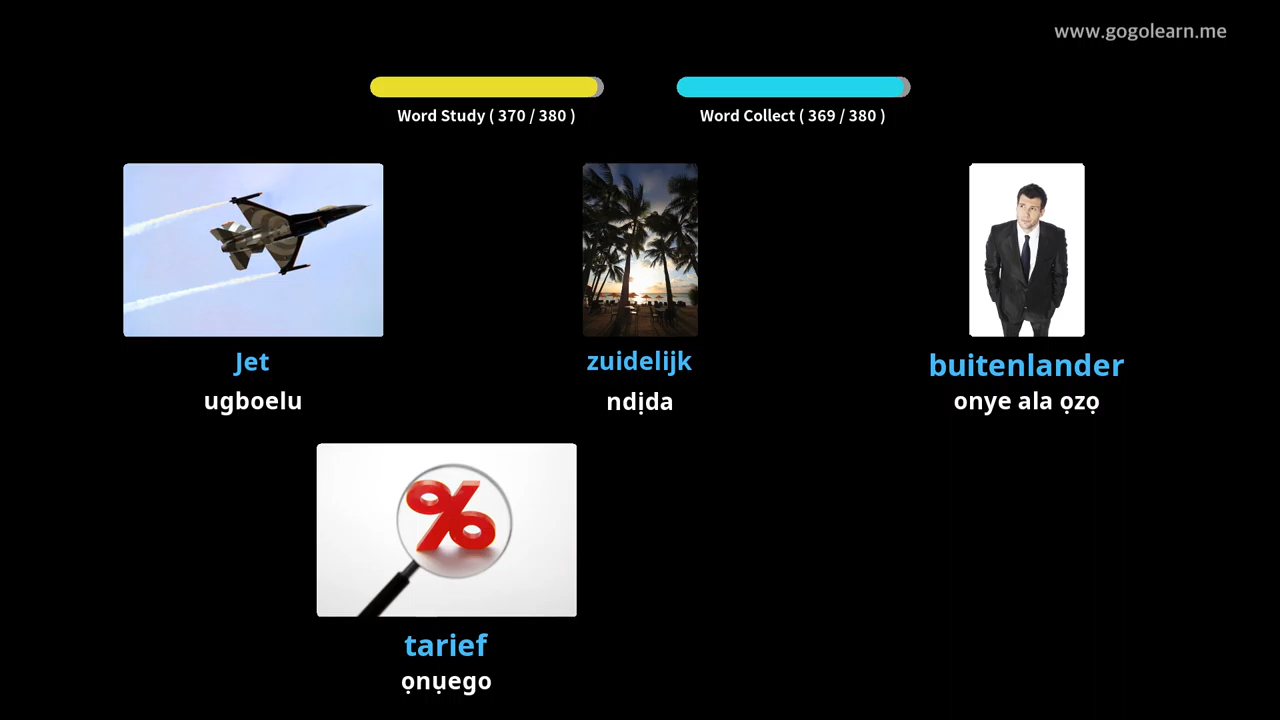 www.gogolearn.me
Word Study ( 370 / 380 )
Word Collect ( 369 / 380 )
Jet
zuidelijk
buitenlander
ugboelu
ndịda
onye ala ọzọ
tarief
ọnụego